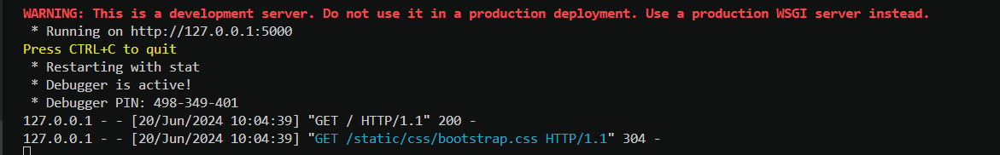 WARNING: This is a development server. Do not use it in a production deployment. Use a production WSGI server instead.
 * Running on http://127.0.0.1:5000
Press CTRL+C to quit
 * Restarting with stat
 * Debugger is active!
 * Debugger PIN: 498-349-401
127.0.0.1 - - [20/Jun/2024 10:04:39] "GET / HTTP/1.1" 200 -
127.0.0.1 - - [20/Jun/2024 10:04:39] "GET /static/css/bootstrap.css HTTP/1.1" 304 -